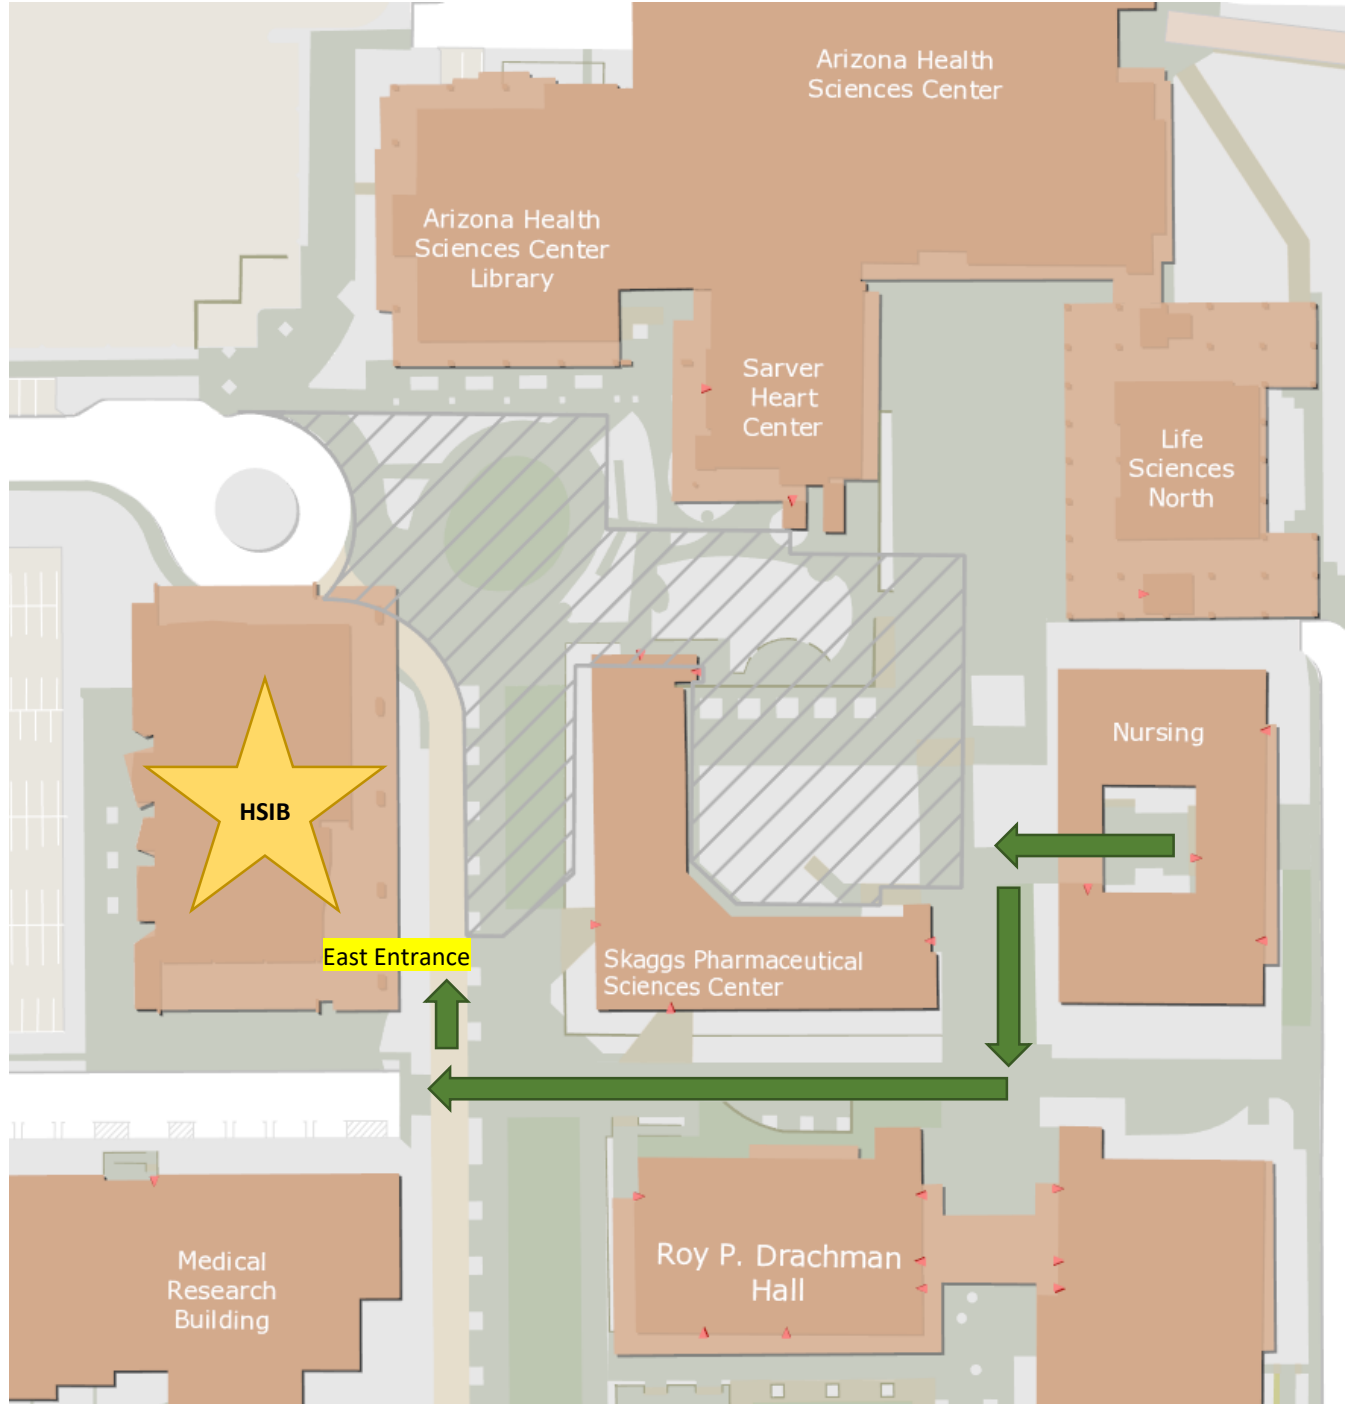 Arizona Health
Sciences Center
Arizona Health
Sciences Center
Library
Sarver
Heart
Center
Life
Sciences
North
Nursing
HSIB
East Entrance
Skaggs Pharmaceutical
Sciences Center
Roy P. Drachman
Hall
Medical
Research
Building